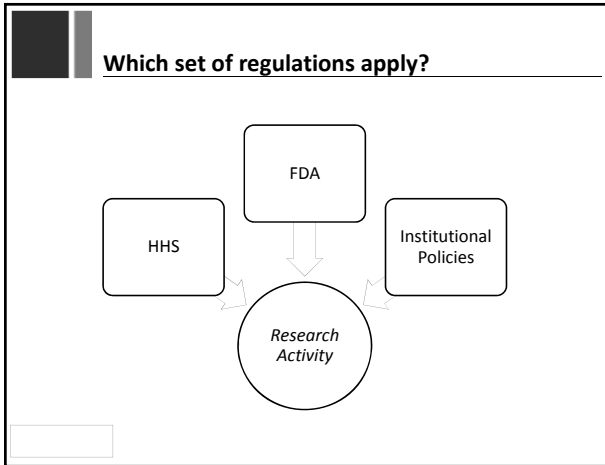 Which set of regulations apply?
FDA
HHS
Institutional
Policies
Research
Activity